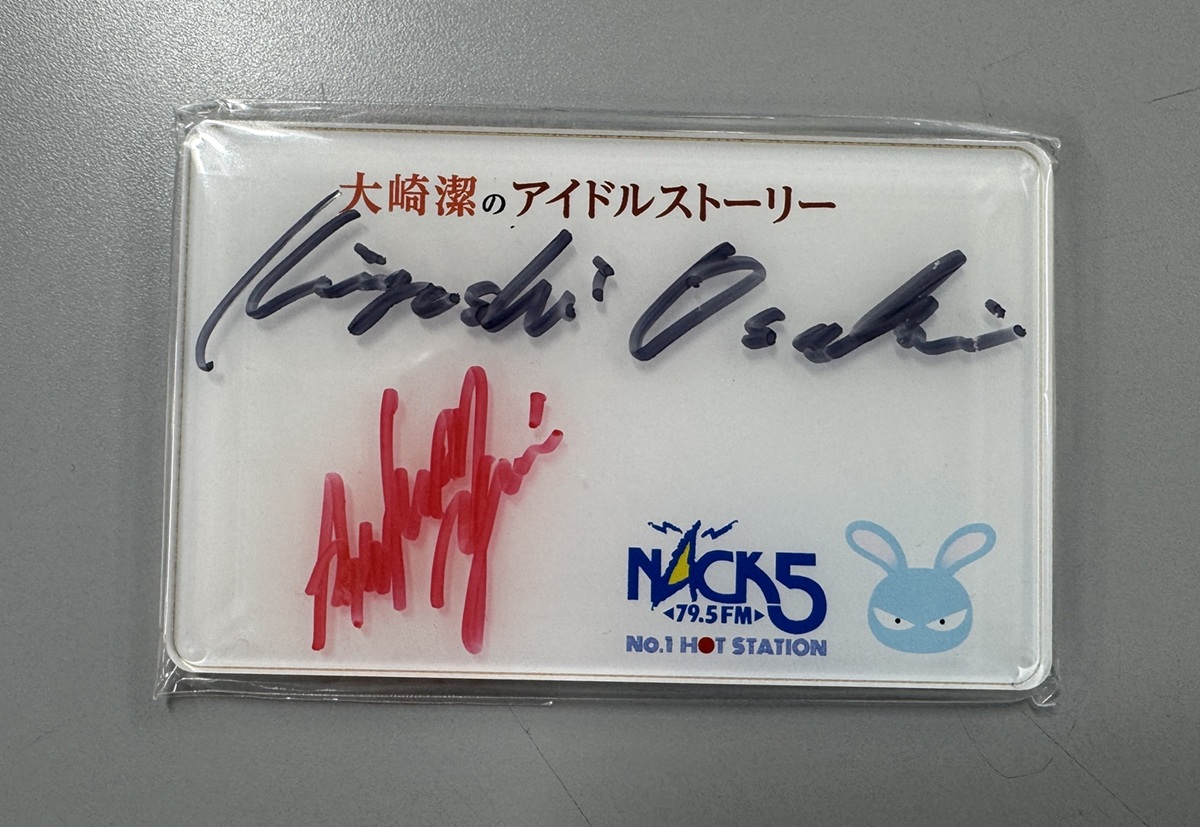 大崎潔のアイドルストーリー
Kiyoshi Osaki
NACK5
79.5FM
NO.1 HOT STATION